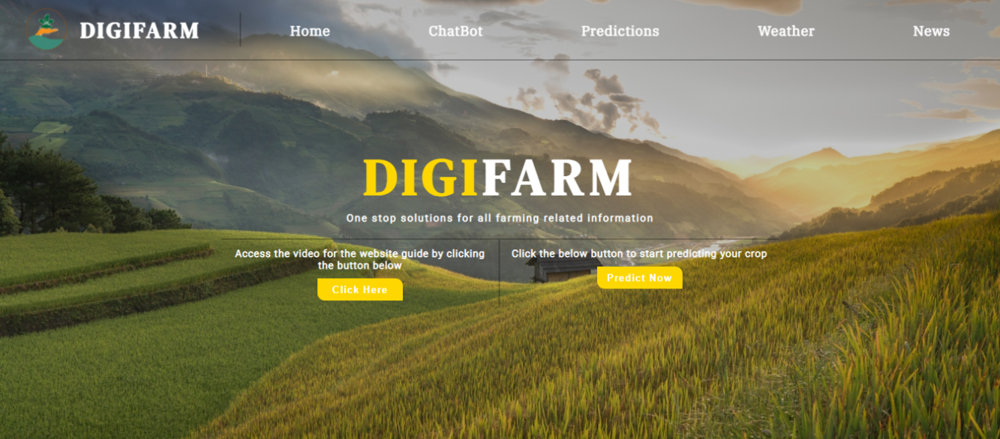 DIGIFARM
Home
ChatBot
Predictions
Weather
News
DIGIFARM
One stop solutions for all farming related information
Access the video for the website guide by clicking
the button below
Click Here
Click the below button to start predicting your crop
Predict Now